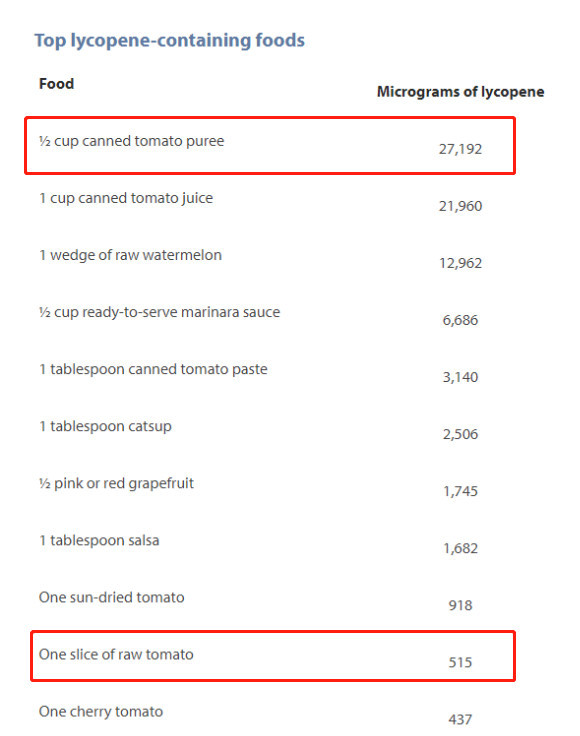 Top lycopene-containing foods
Food
Micrograms of lycopene
½ cup canned tomato puree 27,192
1 cup canned tomato juice 21,960
1 wedge of raw watermelon 12,962
½ cup ready-to-serve marinara sauce 6,686
1 tablespoon canned tomato paste 3,140
1 tablespoon catsup 2,506
½ pink or red grapefruit 1,745
1 tablespoon salsa 1,682
One sun-dried tomato 918
One slice of raw tomato 515
One cherry tomato 437